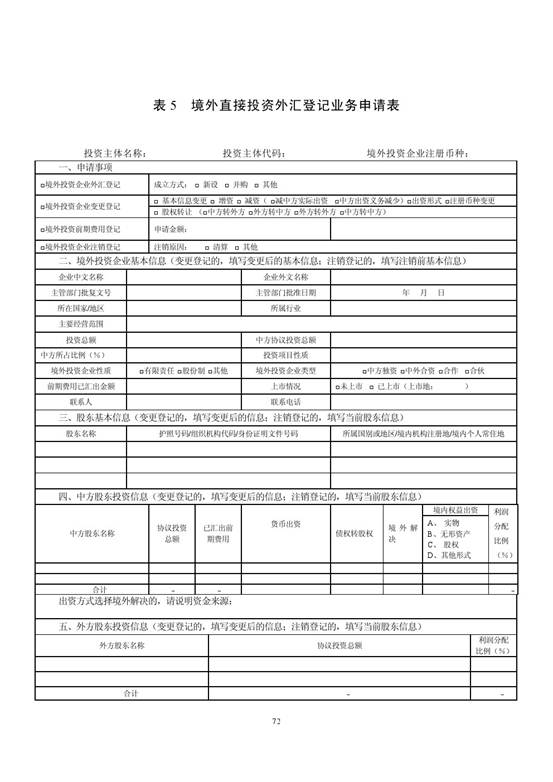 表 5　境外直接投资外汇登记业务申请表
投资主体名称：　投资主体代码：　境外投资企业注册币种：
一、申请事项
□境外投资企业外汇登记　成立方式：□ 新设 □ 并购 □ 其他
□境外投资企业变更登记　□ 基本信息变更 □ 增资 □ 减资（ □减中方实际出资 □中方出资义务减少）□出资形式 □注册币种变更
□ 股权转让 （□中方转外方 □外方转中方 □外方转外方 □中方转中方）
□境外投资前期费用登记　申请金额：
□境外投资企业注销登记　注销原因：　□ 清算 □ 其他
二、境外投资企业基本信息（变更登记的，填写变更后的基本信息；注销登记的，填写注销前基本信息）
企业中文名称　企业外文名称
主管部门批复文号　主管部门批准日期　年 月 日
所在国家/地区　所属行业
主要经营范围
投资总额　中方协议投资总额
中方所占比例（%）　投资项目性质
境外投资企业性质　□有限责任 □股份制 □其他　境外投资企业类型　□中方独资 □中外合资 □合作 □合伙
前期费用已汇出金额　上市情况　□未上市 □ 已上市（上市地：　）
联系人　联系电话
三、股东基本信息（变更登记的，填写变更后的信息；注销登记的，填写当前股东信息）
股东名称　护照号码/组织机构代码/身份证明文件号码　所属国别或地区/境内机构注册地/境内个人常住地
四、中方股东投资信息（变更登记的，填写变更后的信息；注销登记的，填写当前股东信息）
中方股东名称　协议投资总额　已汇出前期费用　货币出资　债权转股权　境外解决　境内权益出资　利润分配比例（%）
A、 实物
B、无形资产
C、 股权
D、其他形式
合计　－　－　－
出资方式选择境外解决的，请说明资金来源：
五、外方股东投资信息（变更登记的，填写变更后的信息；注销登记的，填写当前股东信息）
外方股东名称　协议投资总额　利润分配比例（%）
合计　－　－
72